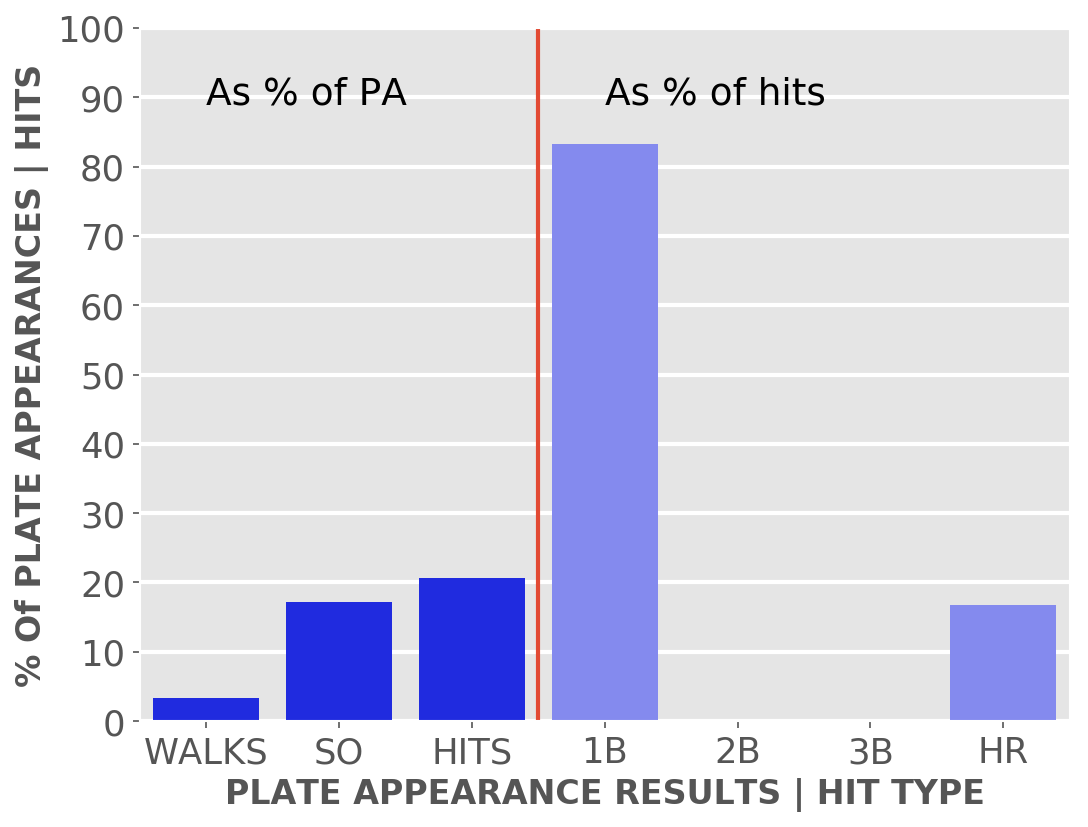 100
90
80
70
60
50
40
30
20
10
0
% Of PLATE APPEARANCES | HITS
As % of PA
As % of hits
WALKS SO HITS 1B 2B 3B HR
PLATE APPEARANCE RESULTS | HIT TYPE